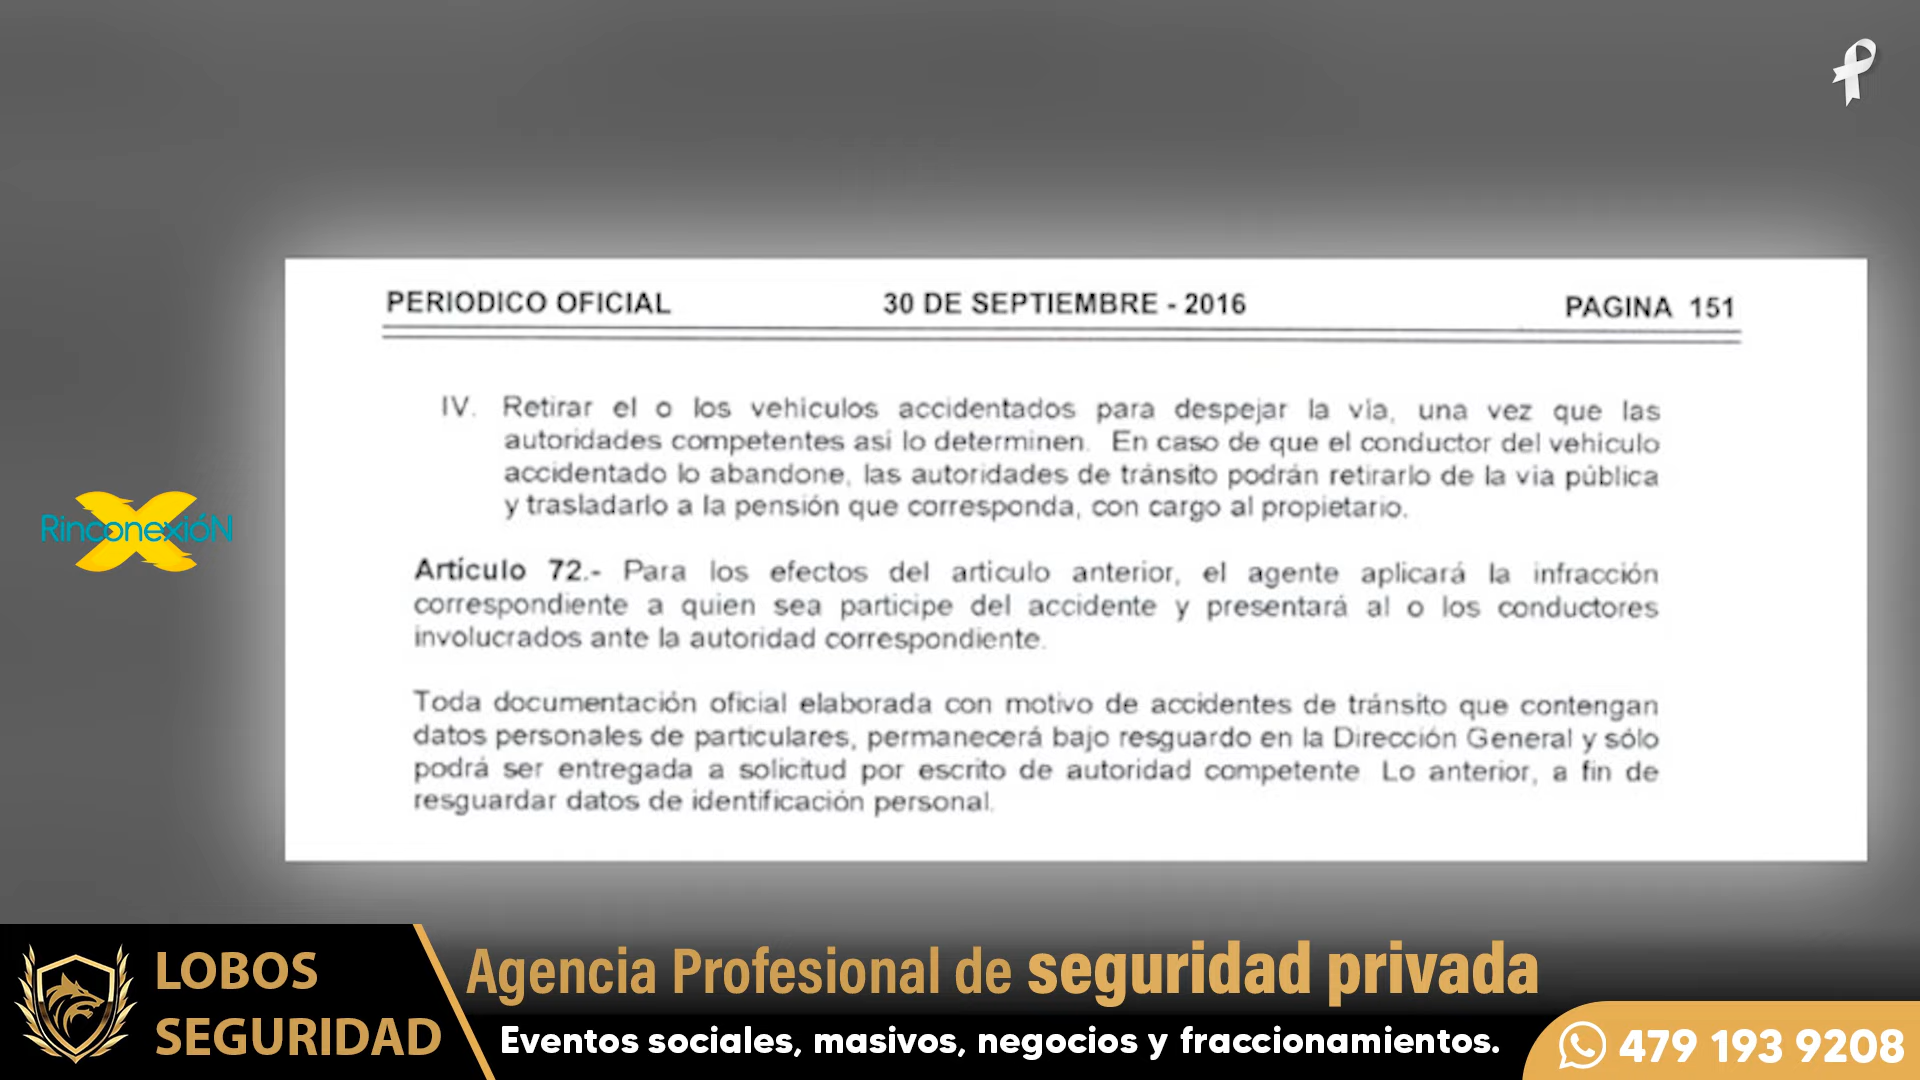 PERIODICO OFICIAL 30 DE SEPTIEMBRE - 2016 PAGINA 151
IV. Retirar el o los vehiculos accidentados para despejar la via, una vez que las
autoridades competentes asi lo determinen. En caso de que el conductor del vehiculo
accidentado lo abandone, las autoridades de tránsito podrán retirarlo de la via pública
y trasladarlo a la pensión que corresponda, con cargo al propietario.
Artículo 72.- Para los efectos del articulo anterior, el agente aplicará la infracción
correspondiente a quien sea participe del accidente y presentará al o los conductores
involucrados ante la autoridad correspondiente.
Toda documentación oficial elaborada con motivo de accidentes de tránsito que contengan
datos personales de particulares, permanecerá bajo resguardo en la Dirección General y sólo
podrá ser entregada a solicitud por escrito de autoridad competente Lo anterior, a fin de
resguardar datos de identificación personal.
RinconexióN
LOBOS
SEGURIDAD
Agencia Profesional de seguridad privada
Eventos sociales, masivos, negocios y fraccionamientos.
479 193 9208